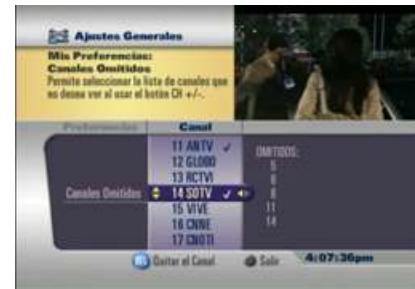 Ajustes Generales
Mis Preferencias:
Canales Omitidos
Permite seleccionar la lista de canales que
no desea ver al usar el botón CH +/-.
Preferencias Canal
11 ANTV
12 GLOBO
13 RCTVI
Canales Omitidos 14 SOTV
15 VIVE
16 CNNE
17 CNOTI
OMITIDOS:
5
6
8
11
14
Quitar el Canal Salir 4:07:36pm